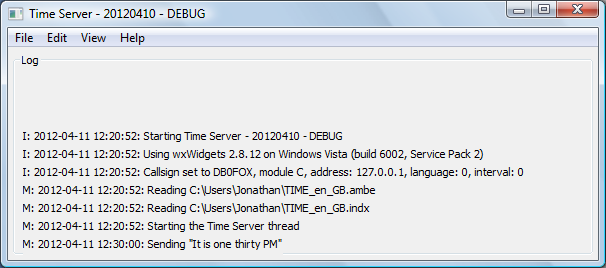 Time Server - 20120410 - DEBUG
File Edit View Help
Log
I: 2012-04-11 12:20:52: Starting Time Server - 20120410 - DEBUG
I: 2012-04-11 12:20:52: Using wxWidgets 2.8.12 on Windows Vista (build 6002, Service Pack 2)
I: 2012-04-11 12:20:52: Callsign set to DB0FOX, module C, address: 127.0.0.1, language: 0, interval: 0
M: 2012-04-11 12:20:52: Reading C:\Users\Jonathan\TIME_en_GB.ambe
M: 2012-04-11 12:20:52: Reading C:\Users\Jonathan\TIME_en_GB.indx
M: 2012-04-11 12:20:52: Starting the Time Server thread
M: 2012-04-11 12:30:00: Sending "It is one thirty PM"